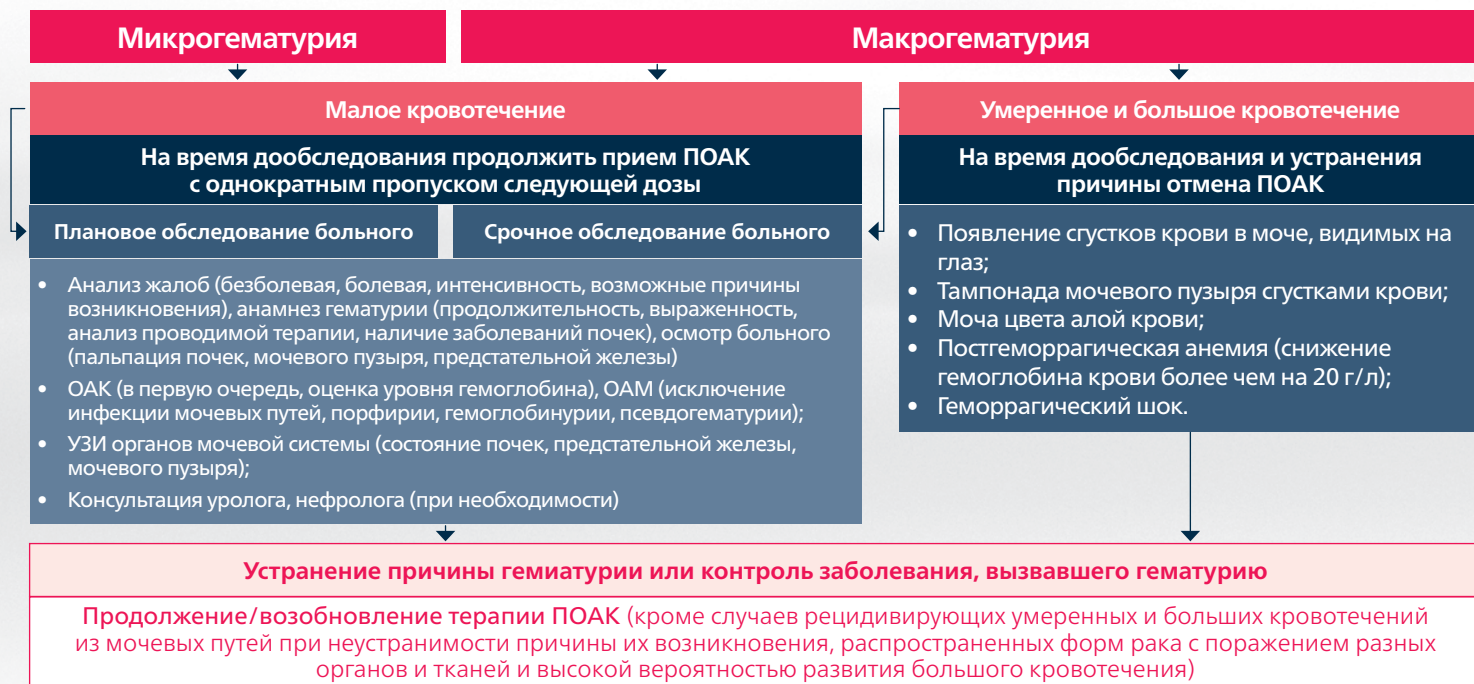 Микрогематурия
Макрогематурия
Малое кровотечение
На время дообследования продолжить прием ПОАК
с однократным пропуском следующей дозы
Плановое обследование больного
Срочное обследование больного
• Анализ жалоб (безболевая, болевая, интенсивность, возможные причины
возникновения), анамнез гематурии (продолжительность, выраженность,
анализ проводимой терапии, наличие заболеваний почек), осмотр больного
(пальпация почек, мочевого пузыря, предстательной железы)
• ОАК (в первую очередь, оценка уровня гемоглобина), ОАМ (исключение
инфекции мочевых путей, порфирии, гемоглобинурии, псевдогематурии);
• УЗИ органов мочевой системы (состояние почек, предстательной железы,
мочевого пузыря);
• Консультация уролога, нефролога (при необходимости)
Умеренное и большое кровотечение
На время дообследования и устранения
причины отмена ПОАК
• Появление сгустков крови в моче, видимых на
глаз;
• Тампонада мочевого пузыря сгустками крови;
• Моча цвета алой крови;
• Постгеморрагическая анемия (снижение
гемоглобина крови более чем на 20 г/л);
• Геморрагический шок.
Устранение причины гемиатурии или контроль заболевания, вызвавшего гематурию
Продолжение/возобновление терапии ПОАК (кроме случаев рецидивирующих умеренных и больших кровотечений
из мочевых путей при неустранимости причины их возникновения, распространенных форм рака с поражением разных
органов и тканей и высокой вероятностью развития большого кровотечения)